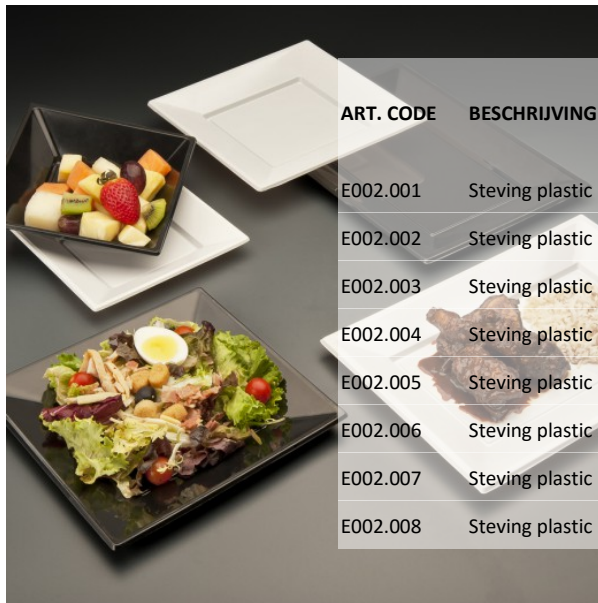 ART. CODE BESCHRIJVING
E002.001 Steving plastic
E002.002 Steving plastic
E002.003 Steving plastic
E002.004 Steving plastic
E002.005 Steving plastic
E002.006 Steving plastic
E002.007 Steving plastic
E002.008 Steving plastic